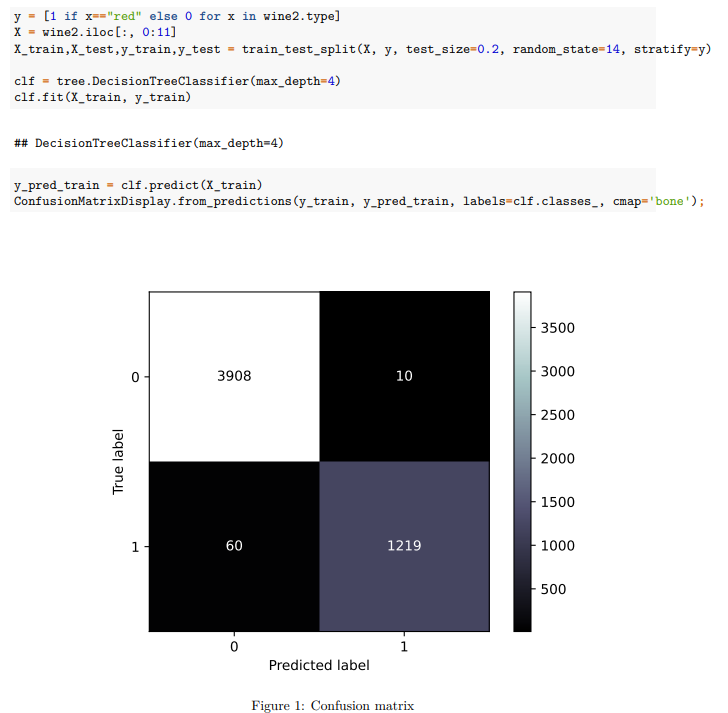 y = [1 if x=="red" else 0 for x in wine2.type]
X = wine2.iloc[:, 0:11]
X_train,X_test,y_train,y_test = train_test_split(X, y, test_size=0.2, random_state=14, stratify=y)
clf = tree.DecisionTreeClassifier(max_depth=4)
clf.fit(X_train, y_train)
## DecisionTreeClassifier(max_depth=4)
y_pred_train = clf.predict(X_train)
ConfusionMatrixDisplay.from_predictions(y_train, y_pred_train, labels=clf.classes_, cmap='bone');
3500
3000
2500
2000
1500
1000
500
0
3908
10
True label
1
60
1219
0
1
Predicted label
Figure 1: Confusion matrix